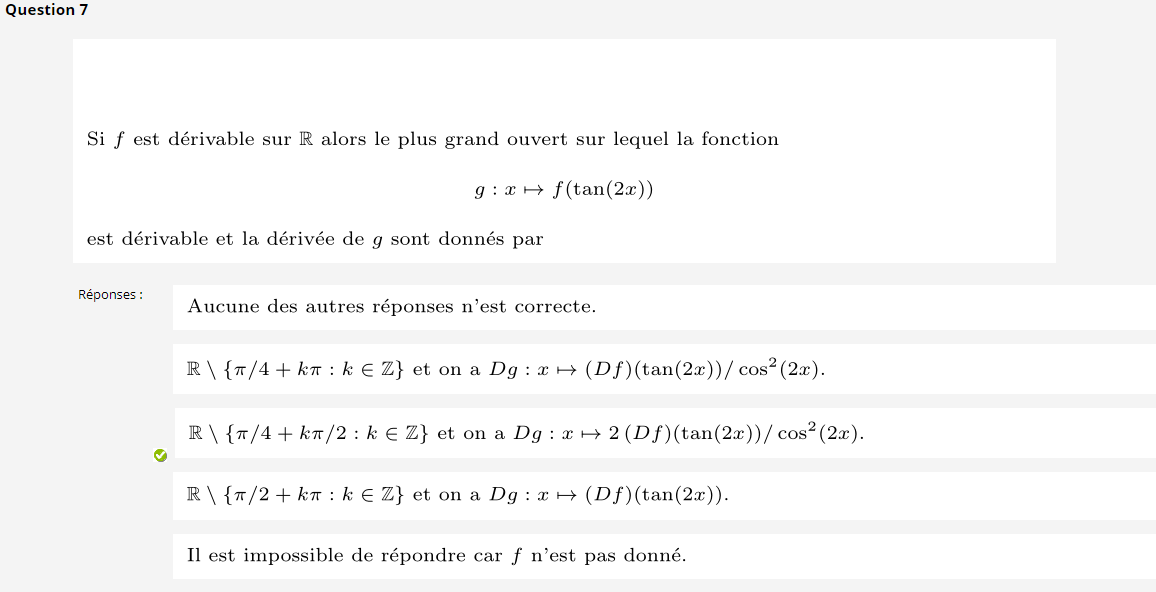 Question 7
Si f est dérivable sur ℝ alors le plus grand ouvert sur lequel la fonction
g : x ↦ f(tan(2x))
est dérivable et la dérivée de g sont donnés par
Réponses :
Aucune des autres réponses n'est correcte.
ℝ \ {π/4 + kπ : k ∈ ℤ} et on a Dg : x ↦ (Df)(tan(2x))/ cos²(2x).
ℝ \ {π/4 + kπ/2 : k ∈ ℤ} et on a Dg : x ↦ 2 (Df)(tan(2x))/ cos²(2x).
ℝ \ {π/2 + kπ : k ∈ ℤ} et on a Dg : x ↦ (Df)(tan(2x)).
Il est impossible de répondre car f n'est pas donné.